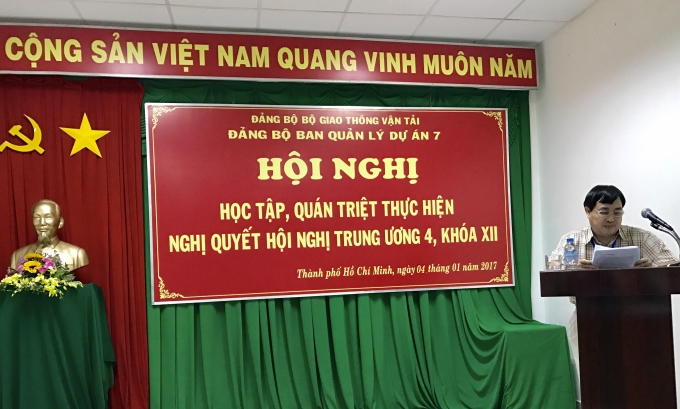 CỘNG SẢN VIỆT NAM QUANG VINH MUÔN NĂM
ĐẢNG BỘ BỘ GIAO THÔNG VẬN TẢI
ĐẢNG BỘ BAN QUẢN LÝ DỰ ÁN 7
HỘI NGHỊ
HỌC TẬP, QUÁN TRIỆT THỰC HIỆN
NGHỊ QUYẾT HỘI NGHỊ TRUNG ƯƠNG 4, KHÓA XII
Thành phố Hồ Chí Minh, ngày 04 tháng 01 năm 2017